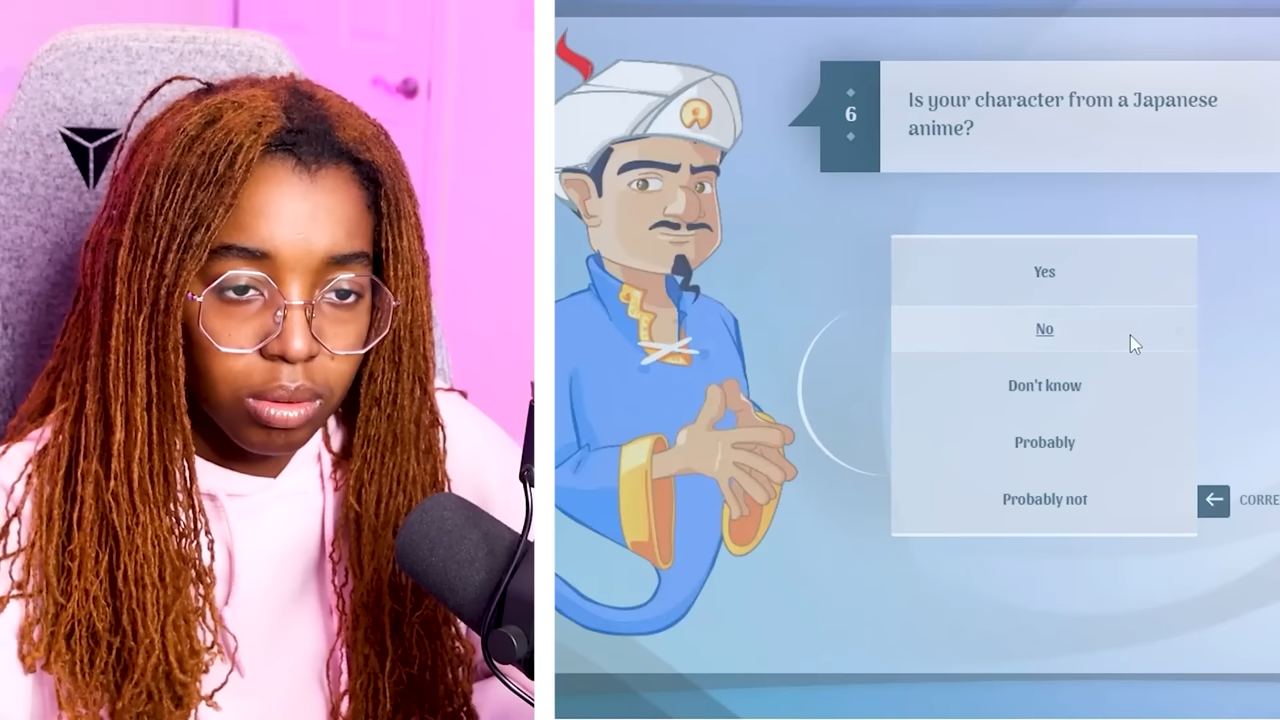 6
Is your character from a Japanese
anime?
Yes
No
Don't know
Probably
Probably not
CORRE